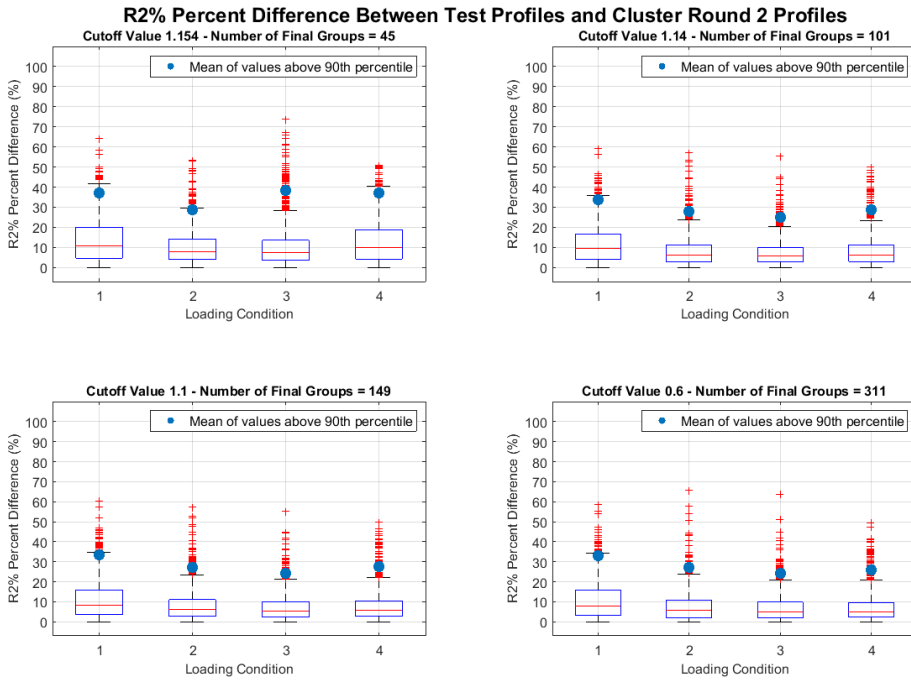 R2% Percent Difference Between Test Profiles and Cluster Round 2 Profiles
Cutoff Value 1.154 - Number of Final Groups = 45
Mean of values above 90th percentile
R2% Percent Difference (%)
100
90
80
70
60
50
40
30
20
10
0
1 2 3 4
Loading Condition
Cutoff Value 1.14 - Number of Final Groups = 101
Mean of values above 90th percentile
R2% Percent Difference (%)
100
90
80
70
60
50
40
30
20
10
0
1 2 3 4
Loading Condition
Cutoff Value 1.1 - Number of Final Groups = 149
Mean of values above 90th percentile
R2% Percent Difference (%)
100
90
80
70
60
50
40
30
20
10
0
1 2 3 4
Loading Condition
Cutoff Value 0.6 - Number of Final Groups = 311
Mean of values above 90th percentile
R2% Percent Difference (%)
100
90
80
70
60
50
40
30
20
10
0
1 2 3 4
Loading Condition